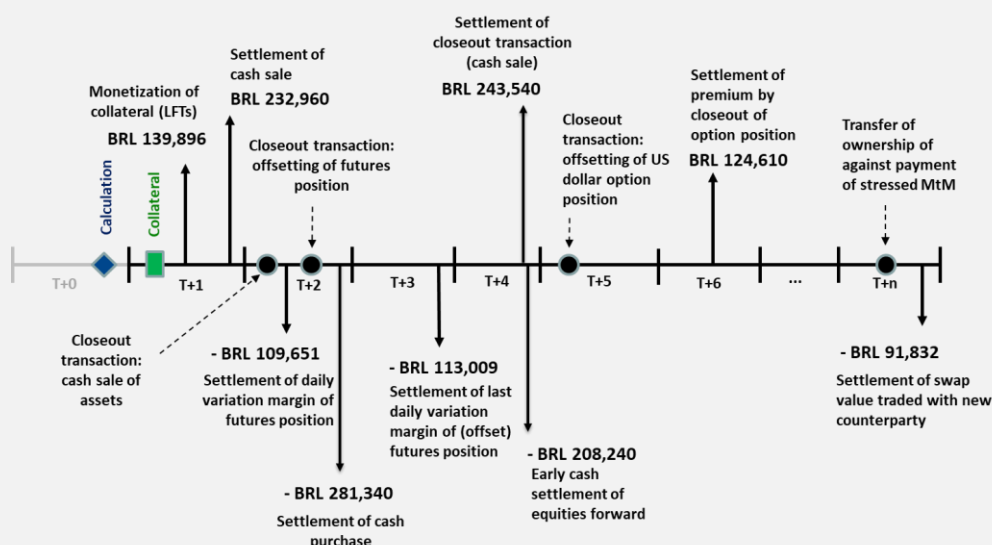 Settlement of
closeout transaction
(cash sale)
BRL 243,540
Settlement of
cash sale
BRL 232,960
Monetization of
collateral (LFTs)
BRL 139,896
Closeout transaction:
offsetting of futures
position
Closeout
transaction:
offsetting of US
dollar option
position
Settlement of
premium by
closeout of
option position
BRL 124,610
Transfer of
ownership of
against payment
of stressed MtM
Calculation
Collateral
T+0
T+1
T+2
T+3
T+4
T+5
T+6
...
T+n
Closeout
transaction:
cash sale of
assets
- BRL 109,651
Settlement of daily
variation margin of
futures position
- BRL 281,340
Settlement of cash
purchase
- BRL 113,009
Settlement of last
daily variation
margin of (offset)
futures position
- BRL 208,240
Early cash
settlement of
equities forward
- BRL 91,832
Settlement of swap
value traded with new
counterparty